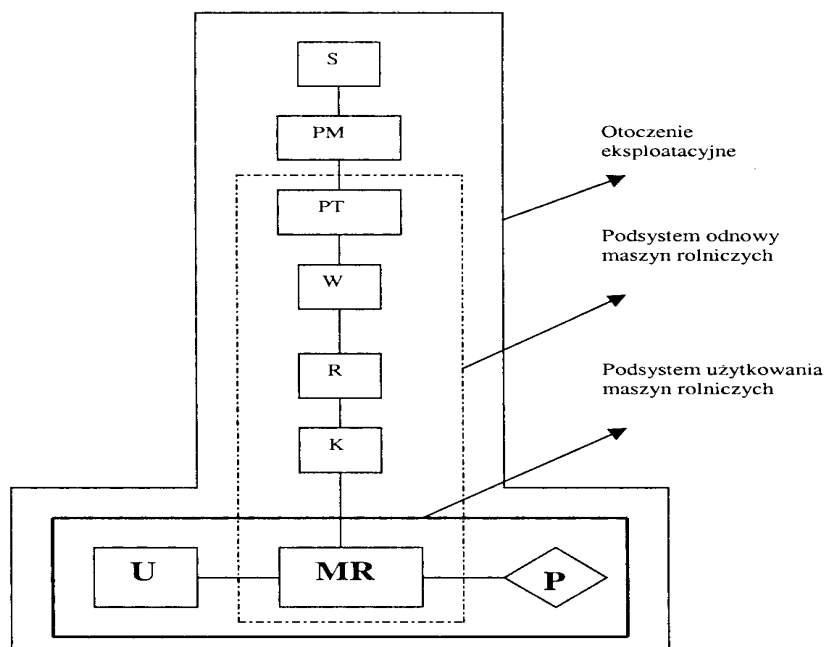 S
PM
Otoczenie
eksploatacyjne
PT
Podsystem odnowy
maszyn rolniczych
W
R
Podsystem użytkowania
maszyn rolniczych
K
U
MR
P